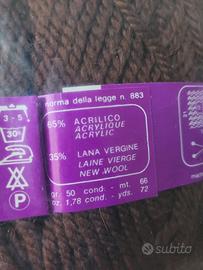 norma della legge n. 883
3 - 5
65% ACRILICO
ACRYLIQUE
ACRYLIC
30°
35% LANA VERGINE
LAINE VIERGE
NEW WOOL
P
gr. 50 cond. - mt. 66
oz. 1,78 cond. - yds. 72
subito